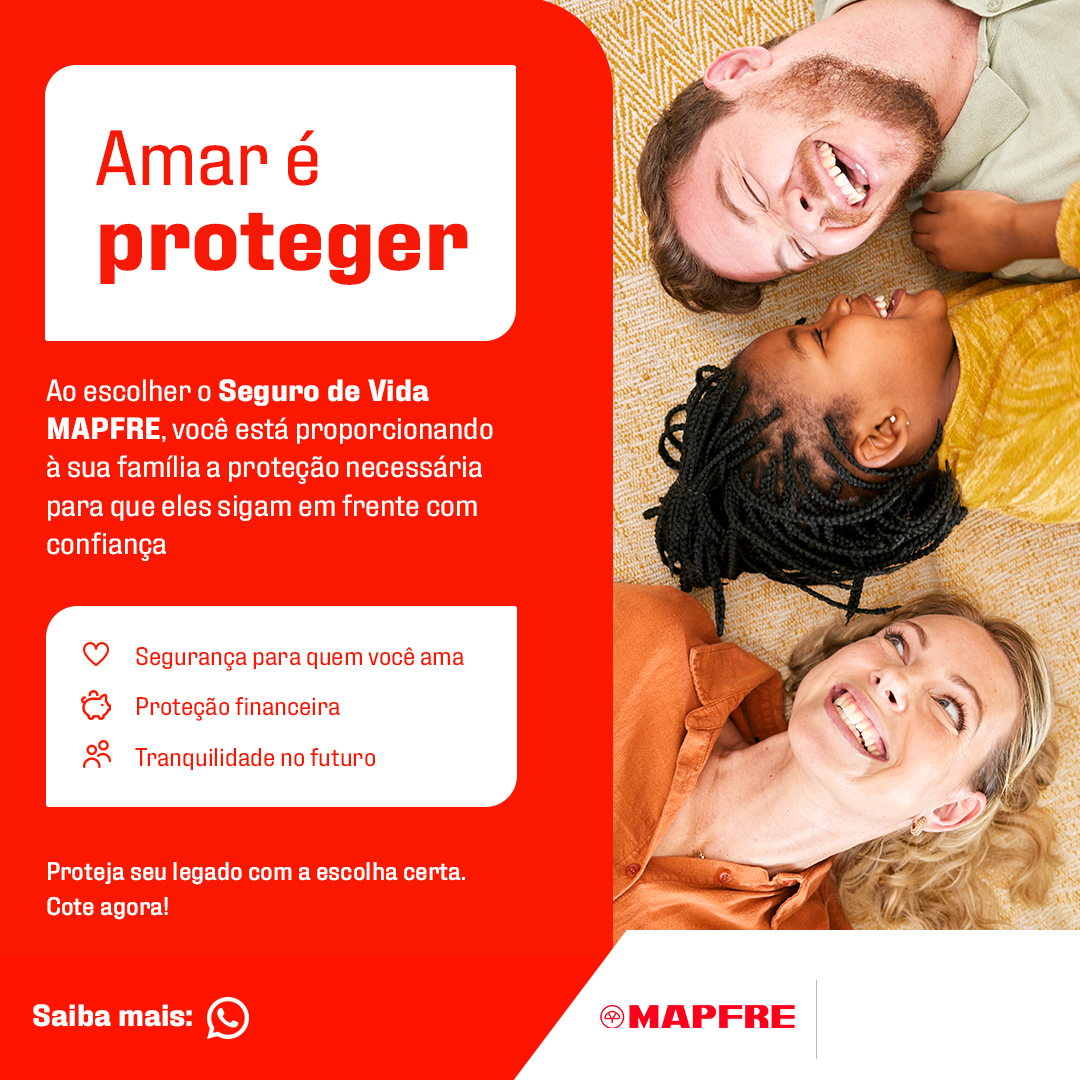 Amar é
proteger
Ao escolher o Seguro de Vida
MAPFRE, você está proporcionando
à sua família a proteção necessária
para que eles sigam em frente com
confiança
Segurança para quem você ama
Proteção financeira
Tranquilidade no futuro
Proteja seu legado com a escolha certa.
Cote agora!
Saiba mais:
MAPFRE